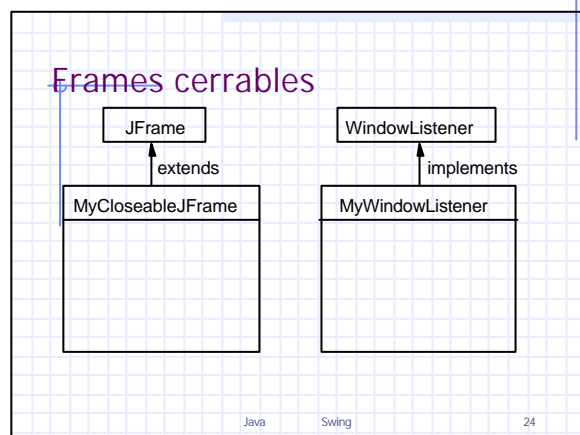 Frames cerrables
JFrame
WindowListener
extends
implements
MyCloseableJFrame
MyWindowListener
Java Swing 24